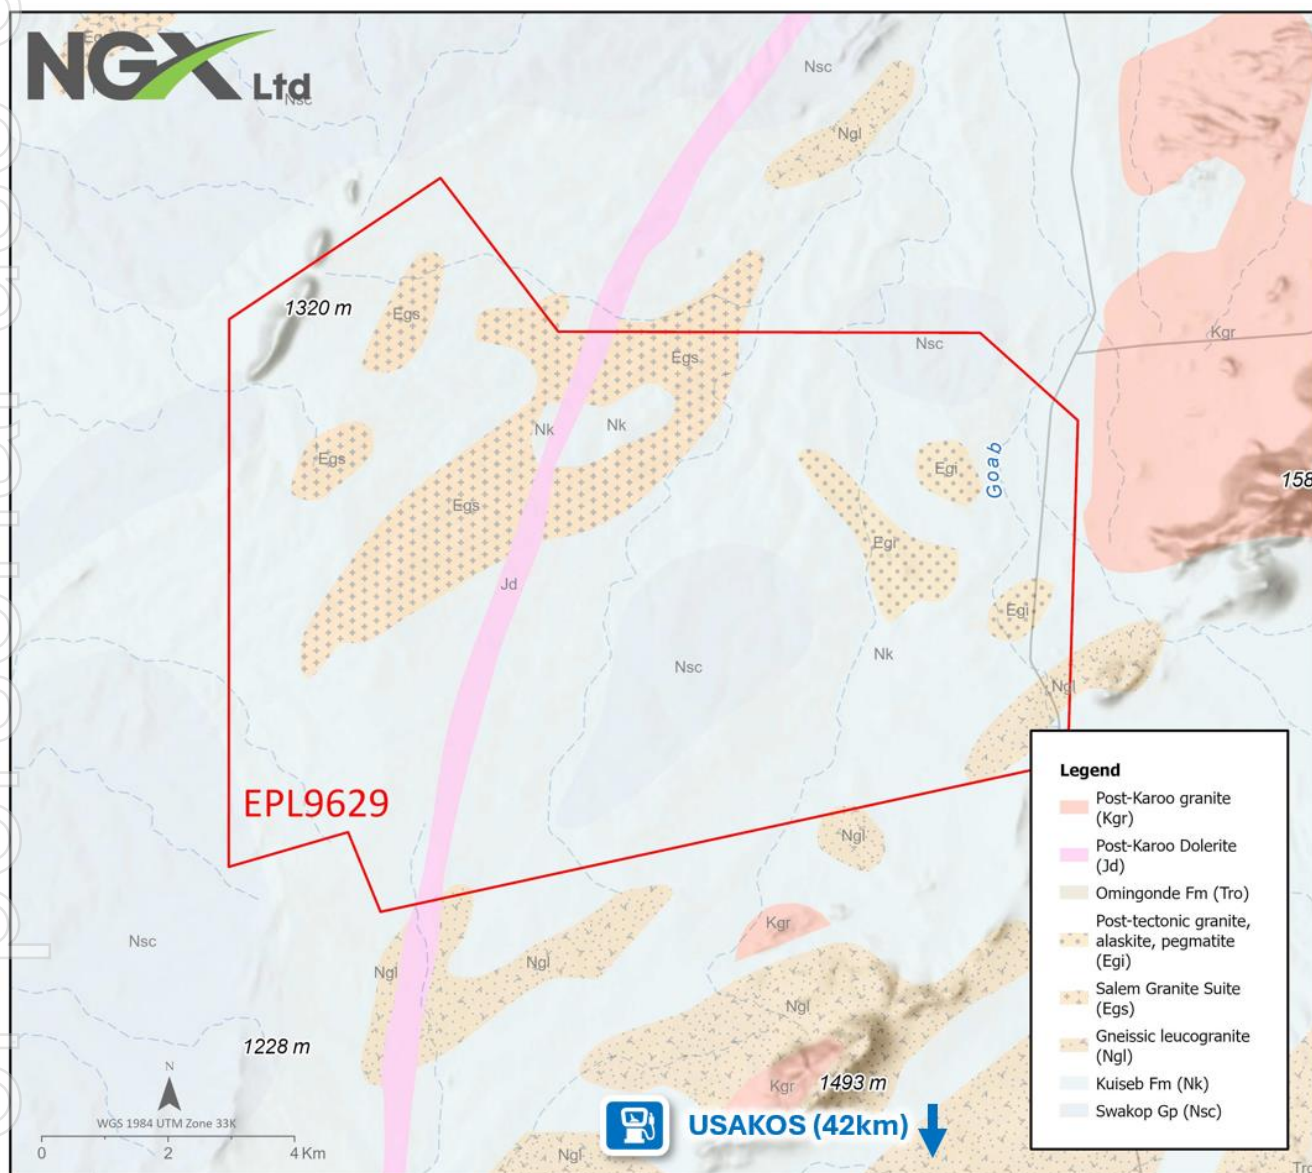 NGX Ltd
Eg
Nsc
Nsc
Ngl
1320 m
Egs
Nsc
Kgr
Egs
Nk
Nk
Egs
Egi
Goab
158
Egs
Egi
Jd
Egi
Nsc
Nk
Ngl
EPL9629
Ngl
Kgr
Nsc
Ngl
Ngl
Ngl
1228 m
Kgr
1493 m
N
WGS 1984 UTM Zone 33K
0 2 4 Km
USAKOS (42km)
Ngl
Legend
Post-Karoo granite
(Kgr)
Post-Karoo Dolerite
(Jd)
Omingonde Fm (Tro)
Post-tectonic granite,
alaskite, pegmatite
(Egi)
Salem Granite Suite
(Egs)
Gneissic leucogranite
(Ngl)
Kuiseb Fm (Nk)
Swakop Gp (Nsc)